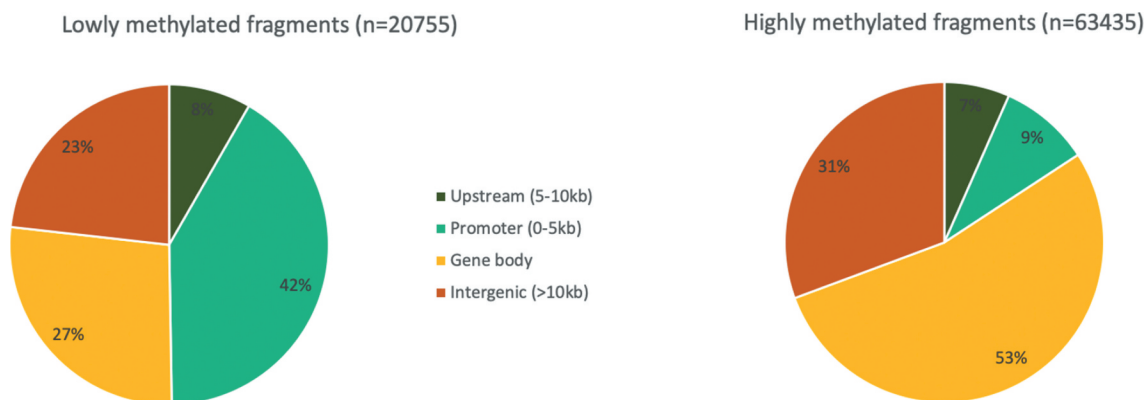 Lowly methylated fragments (n=20755)
Highly methylated fragments (n=63435)
8%
42%
27%
23%
Upstream (5-10kb)
Promoter (0-5kb)
Gene body
Intergenic (>10kb)
7%
9%
53%
31%